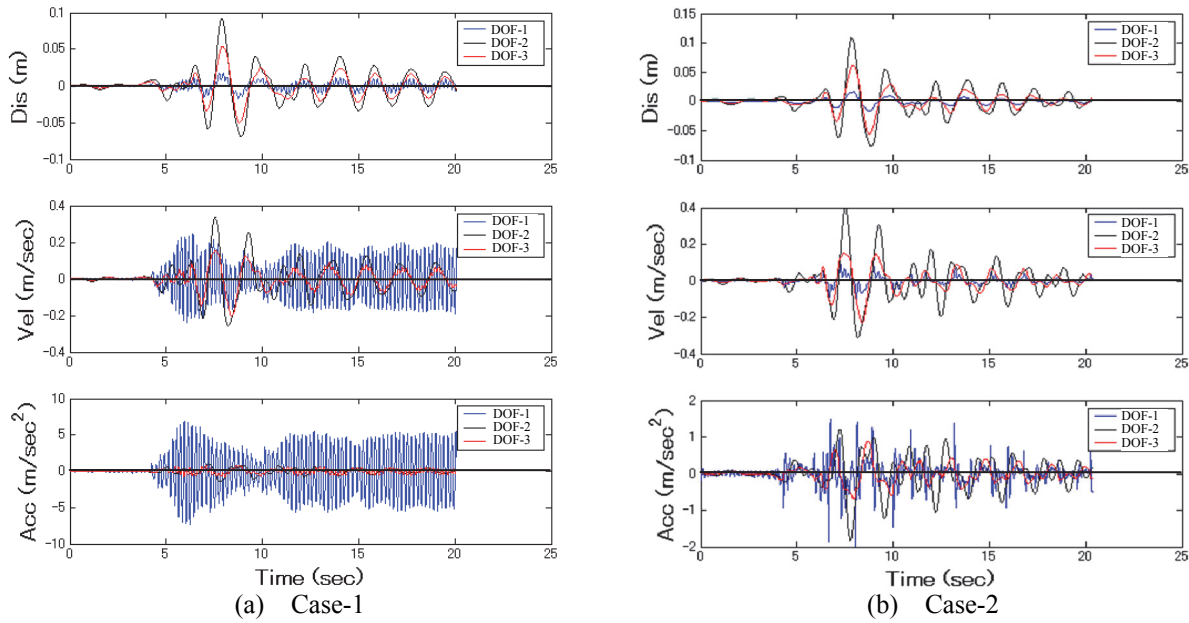 Dis (m)
0.1
0.05
0
-0.05
-0.1
0 5 10 15 20 25
DOF-1
DOF-2
DOF-3
Vel (m/sec)
0.4
0.2
0
-0.2
-0.4
0 5 10 15 20 25
DOF-1
DOF-2
DOF-3
Acc (m/sec²)
10
5
0
-5
-10
0 5 10 15 20 25
DOF-1
DOF-2
DOF-3
Time (sec)
(a) Case-1
Dis (m)
0.15
0.1
0.05
0
-0.05
-0.1
0 5 10 15 20 25
DOF-1
DOF-2
DOF-3
Vel (m/sec)
0.4
0.2
0
-0.2
-0.4
0 5 10 15 20 25
DOF-1
DOF-2
DOF-3
Acc (m/sec²)
2
1
0
-1
-2
0 5 10 15 20 25
DOF-1
DOF-2
DOF-3
Time (sec)
(b) Case-2